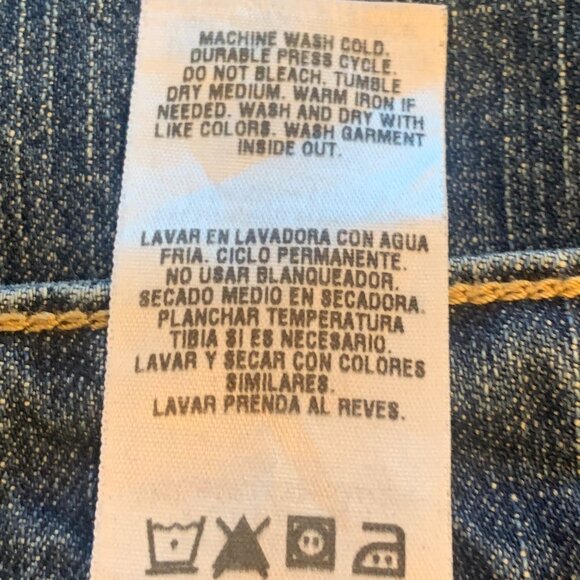 MACHINE WASH COLD.
DURABLE PRESS CYCLE.
DO NOT BLEACH. TUMBLE
DRY MEDIUM. WARM IRON IF
NEEDED. WASH AND DRY WITH
LIKE COLORS. WASH GARMENT
INSIDE OUT.
LAVAR EN LAVADORA CON AGUA
FRIA. CICLO PERMANENTE.
NO USAR BLANQUEADOR.
SECADO MEDIO EN SECADORA.
PLANCHAR TEMPERATURA
TIBIA SI ES NECESARIO.
LAVAR Y SECAR CON COLORES
SIMILARES.
LAVAR PRENDA AL REVES.